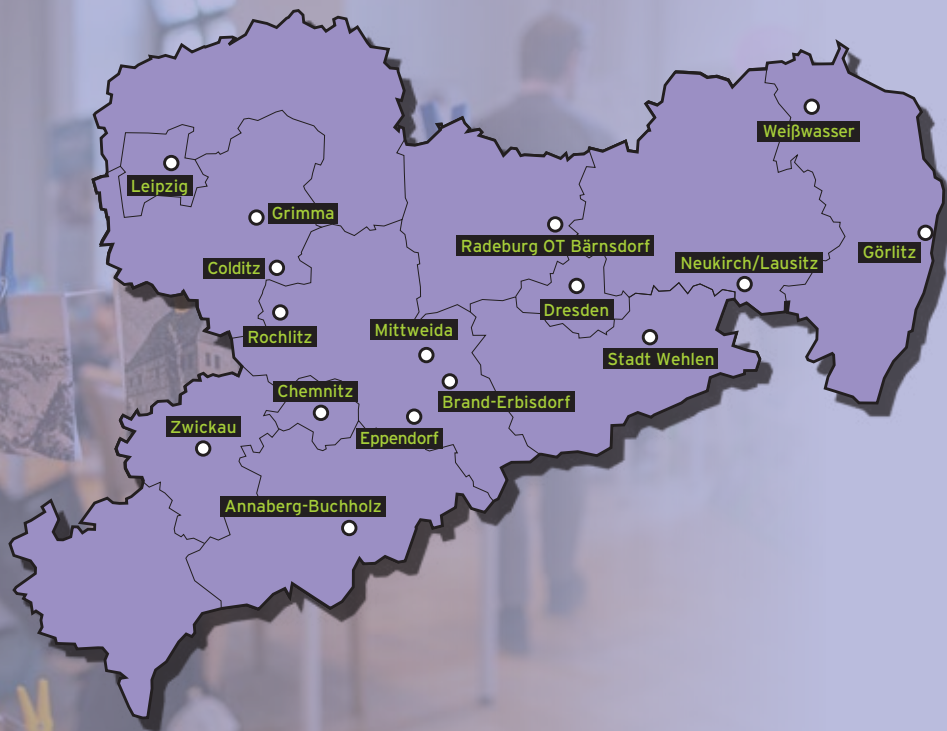 Weißwasser
Leipzig
Grimma
Radeburg OT Bärnsdorf
Görlitz
Colditz
Neukirch/Lausitz
Dresden
Rochlitz
Mittweida
Stadt Wehlen
Chemnitz
Brand-Erbisdorf
Zwickau
Eppendorf
Annaberg-Buchholz